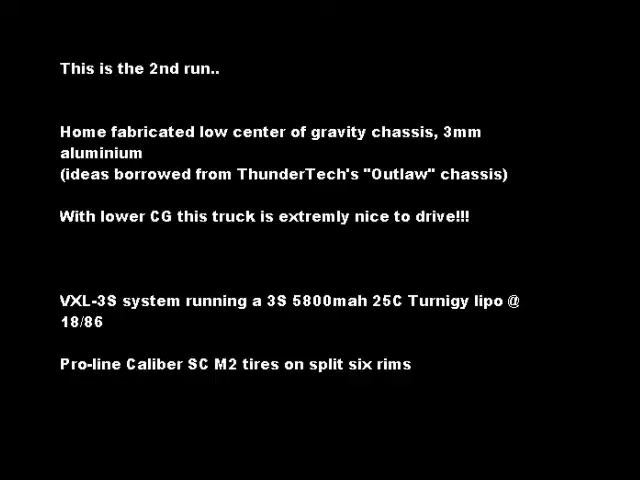 This is the 2nd run..
Home fabricated low center of gravity chassis, 3mm
aluminium
(ideas borrowed from ThunderTech's "Outlaw" chassis)
With lower CG this truck is extremly nice to drive!!!
VXL-3S system running a 3S 5800mah 25C Turnigy lipo @
18/86
Pro-line Caliber SC M2 tires on split six rims